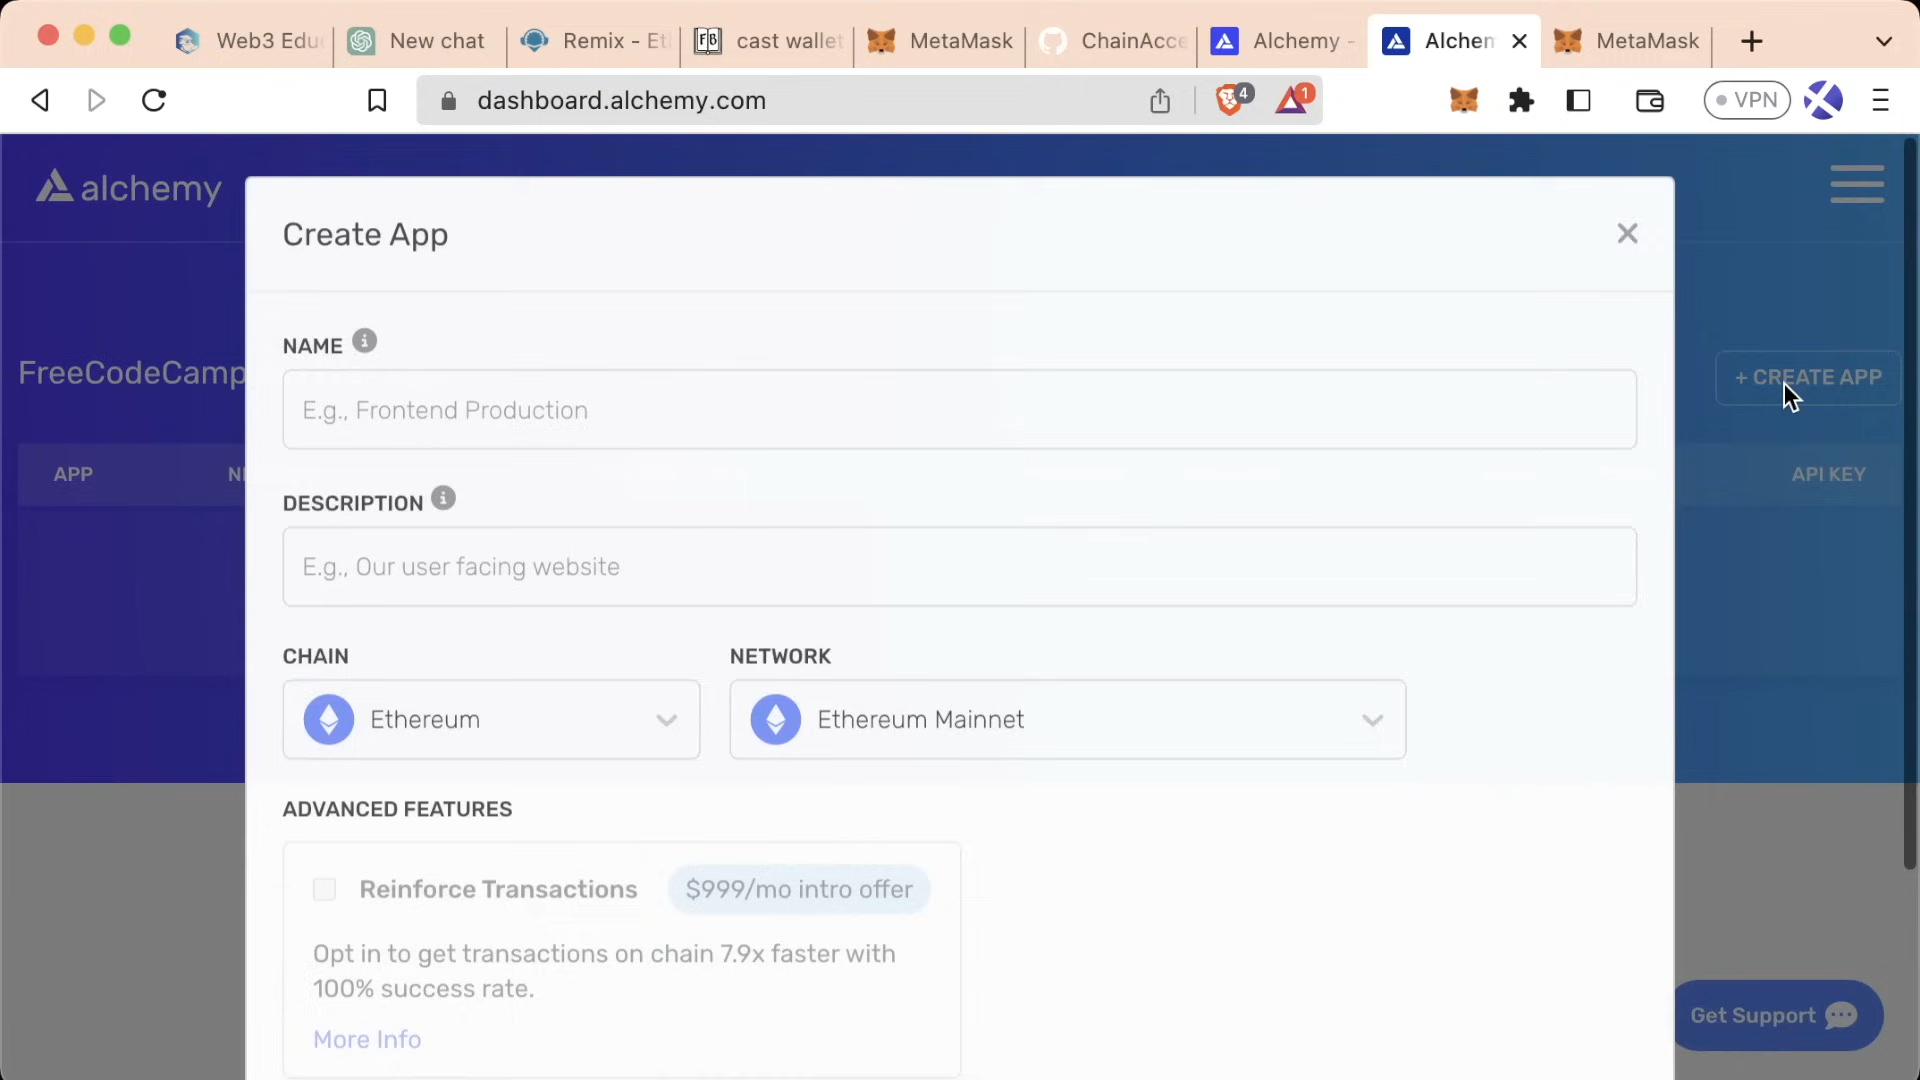 Web3 Edu
New chat
Remix - Et
cast wallet
MetaMask
ChainAcce
Alchemy -
Alchem
MetaMask
dashboard.alchemy.com
4
1
VPN
alchemy
Create App
NAME
FreeCodeCamp
E.g., Frontend Production
+ CREATE APP
APP
API KEY
DESCRIPTION
E.g., Our user facing website
CHAIN
NETWORK
Ethereum
Ethereum Mainnet
ADVANCED FEATURES
Reinforce Transactions
$999/mo intro offer
Opt in to get transactions on chain 7.9x faster with
100% success rate.
More Info
Get Support